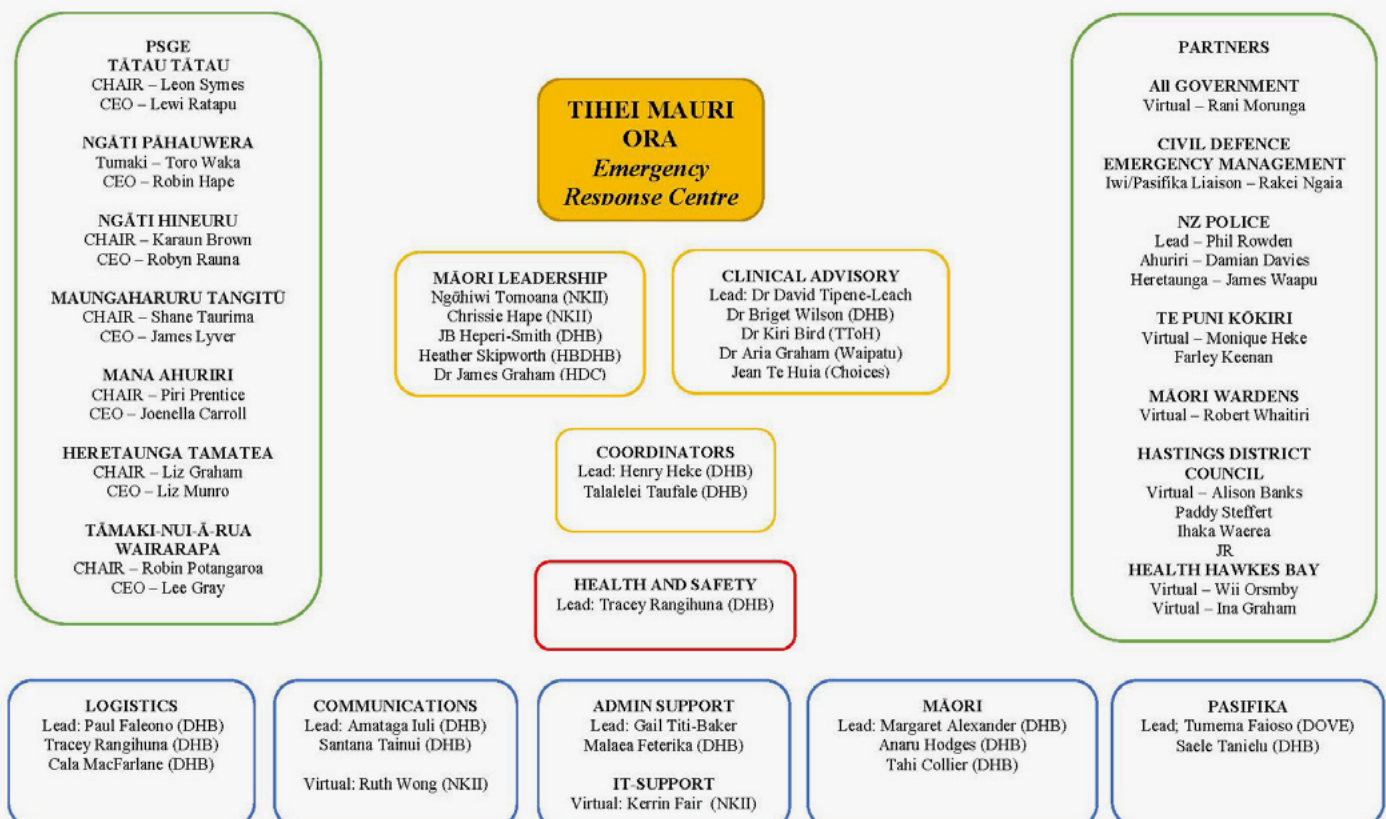 PSGE
TĀTAU TĀTAU
CHAIR – Leon Symes
CEO – Lewi Ratapu
NGĀTI PĀHAUWERA
Tumaki – Toro Waka
CEO – Robin Hape
NGĀTI HINEURU
CHAIR – Karaun Brown
CEO – Robyn Rauna
MAUNGAHARURU TANGITŪ
CHAIR – Shane Taurima
CEO – James Lyver
MANA AHURIRI
CHAIR – Piri Prentice
CEO – Joenella Carroll
HERETAUNGA TAMATEA
CHAIR – Liz Graham
CEO – Liz Munro
TĀMAKI-NUI-Ā-RUA
WAIRARAPA
CHAIR – Robin Potangaroa
CEO – Lee Gray
TIHEI MAURI
ORA
Emergency
Response Centre
MĀORI LEADERSHIP
Ngāhiwi Tomoana (NKII)
Chrissie Hape (NKII)
JB Heperi-Smith (DHB)
Heather Skipworth (HBDHB)
Dr James Graham (HDC)
CLINICAL ADVISORY
Lead: Dr David Tipene-Leach
Dr Briget Wilson (DHB)
Dr Kiri Bird (TToH)
Dr Aria Graham (Waipatu)
Jean Te Huia (Choices)
COORDINATORS
Lead: Henry Heke (DHB)
Talalelei Taufale (DHB)
HEALTH AND SAFETY
Lead: Tracey Rangihuna (DHB)
PARTNERS
All GOVERNMENT
Virtual – Rani Morunga
CIVIL DEFENCE
EMERGENCY MANAGEMENT
Iwi/Pasifika Liaison – Rakei Ngaia
NZ POLICE
Lead – Phil Rowden
Ahuriri – Damian Davies
Heretaunga – James Waapu
TE PUNI KŌKIRI
Virtual – Monique Heke
Farley Keenan
MĀORI WARDENS
Virtual – Robert Whaitiri
HASTINGS DISTRICT
COUNCIL
Virtual – Alison Banks
Paddy Steffert
Ihaka Waerea
JR
HEALTH HAWKES BAY
Virtual – Wii Orsmby
Virtual – Ina Graham
LOGISTICS
Lead: Paul Faleono (DHB)
Tracey Rangihuna (DHB)
Cala MacFarlane (DHB)
COMMUNICATIONS
Lead: Amataga Iuli (DHB)
Santana Tainui (DHB)
Virtual: Ruth Wong (NKII)
ADMIN SUPPORT
Lead: Gail Titi-Baker
Malaea Feterika (DHB)
IT-SUPPORT
Virtual: Kerrin Fair (NKII)
MĀORI
Lead: Margaret Alexander (DHB)
Anaru Hodges (DHB)
Tahi Collier (DHB)
PASIFIKA
Lead; Tumema Faioso (DOVE)
Saele Tanielu (DHB)